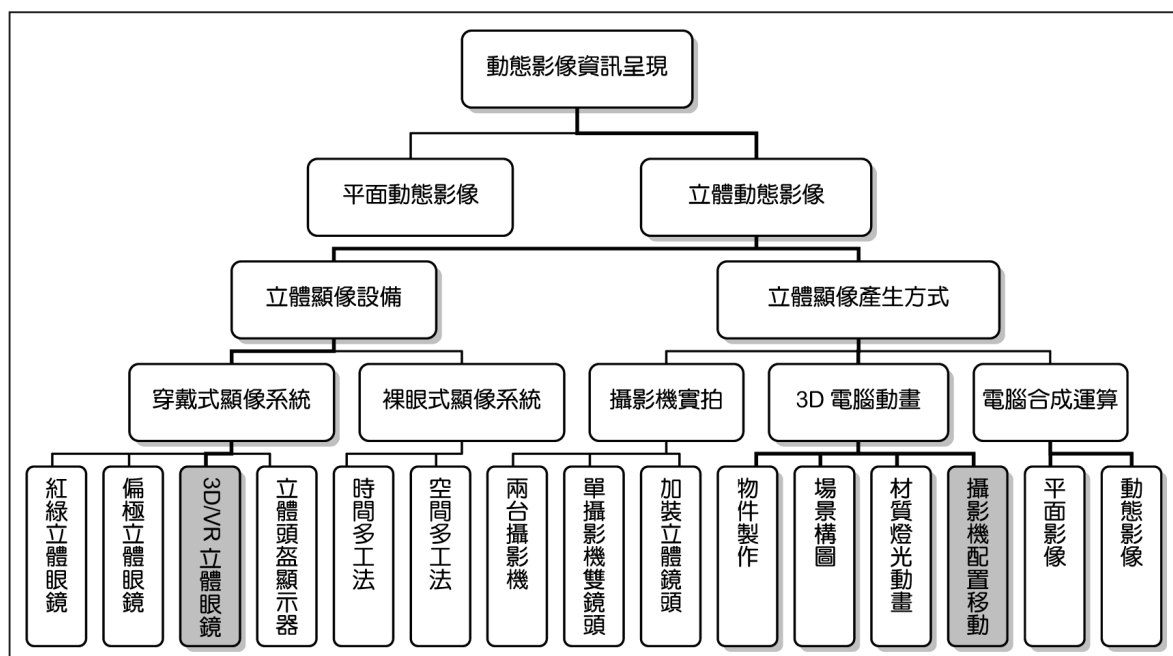 動態影像資訊呈現
平面動態影像
立體動態影像
立體顯像設備
立體顯像產生方式
穿戴式顯像系統
裸眼式顯像系統
攝影機實拍
3D 電腦動畫
電腦合成運算
紅綠立體眼鏡
偏極立體眼鏡
3D/VR 立體眼鏡
立體頭盔顯示器
時間多工法
空間多工法
兩台攝影機
單攝影機雙鏡頭
加裝立體鏡頭
物件製作
場景構圖
材質燈光動畫
攝影機配置移動
平面影像
動態影像